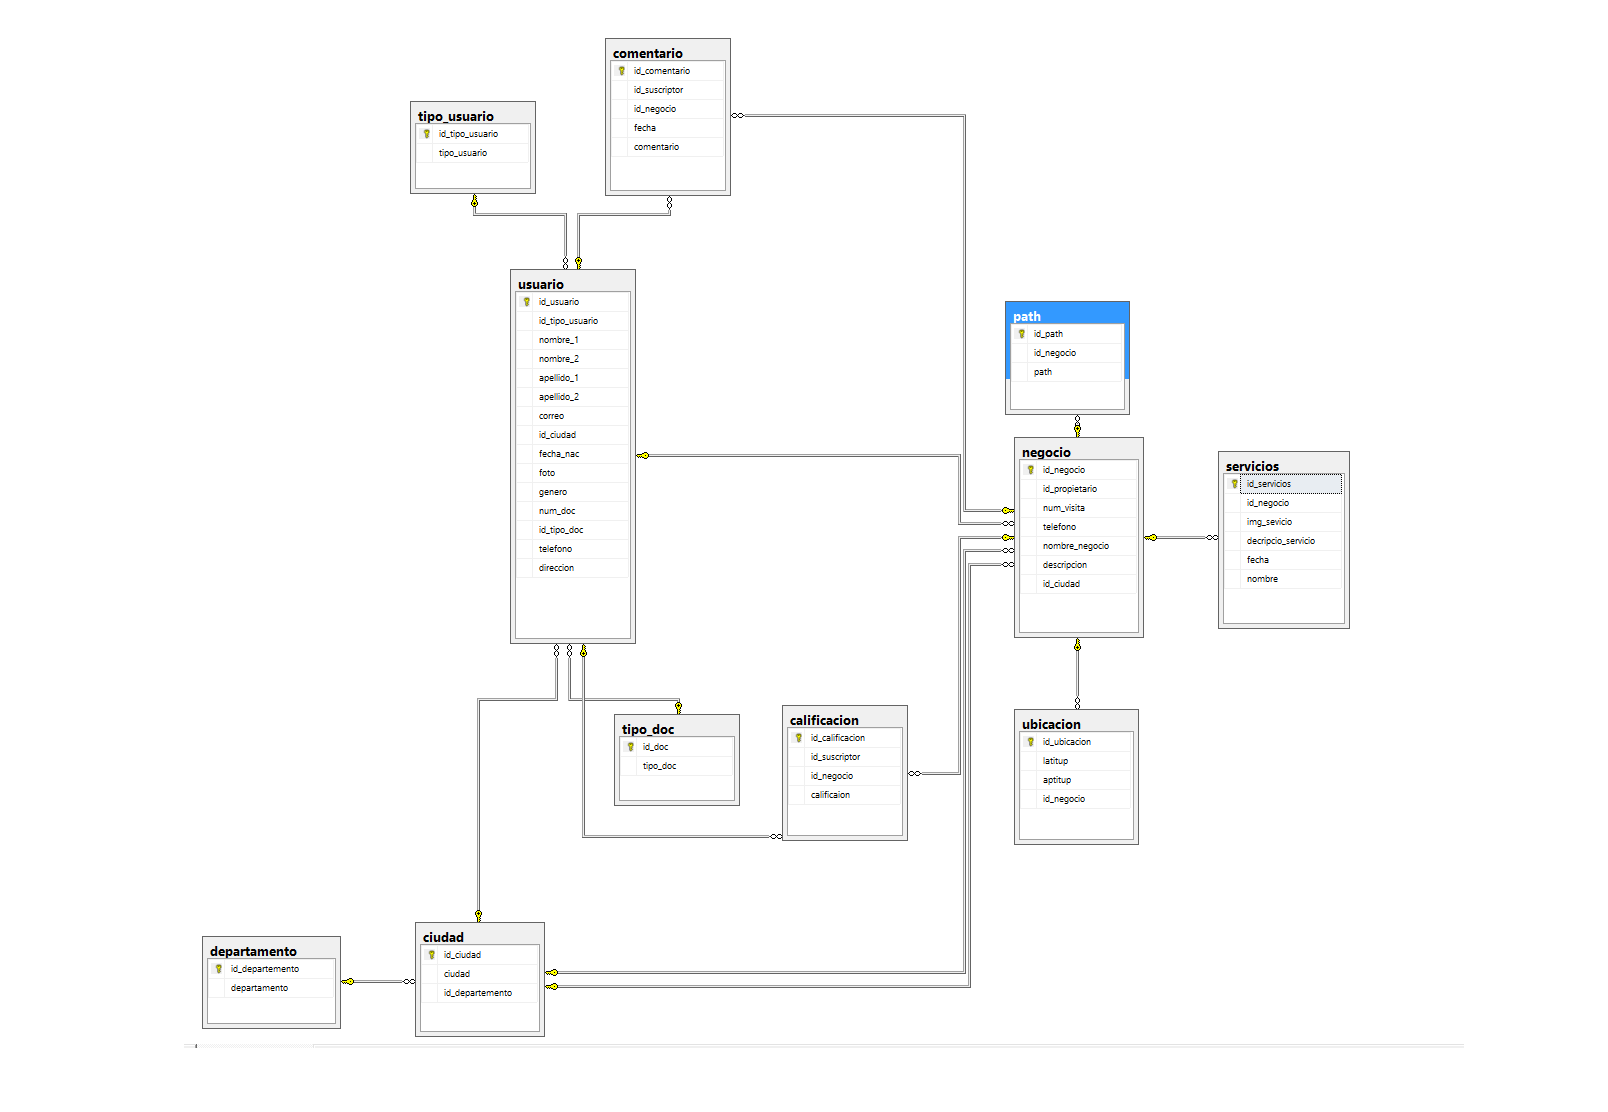 comentario
id_comentario
id_suscriptor
id_negocio
fecha
comentario
tipo_usuario
id_tipo_usuario
tipo_usuario
usuario
id_usuario
id_tipo_usuario
nombre_1
nombre_2
apellido_1
apellido_2
correo
id_ciudad
fecha_nac
foto
genero
num_doc
id_tipo_doc
telefono
direccion
path
id_path
id_negocio
path
negocio
id_negocio
id_propietario
num_visita
telefono
nombre_negocio
descripcion
id_ciudad
servicios
id_servicios
id_negocio
img_sevicio
decripcio_servicio
fecha
nombre
tipo_doc
id_doc
tipo_doc
calificacion
id_calificacion
id_suscriptor
id_negocio
calificaion
ubicacion
id_ubicacion
latitup
aptitup
id_negocio
departamento
id_departemento
departamento
ciudad
id_ciudad
ciudad
id_departemento